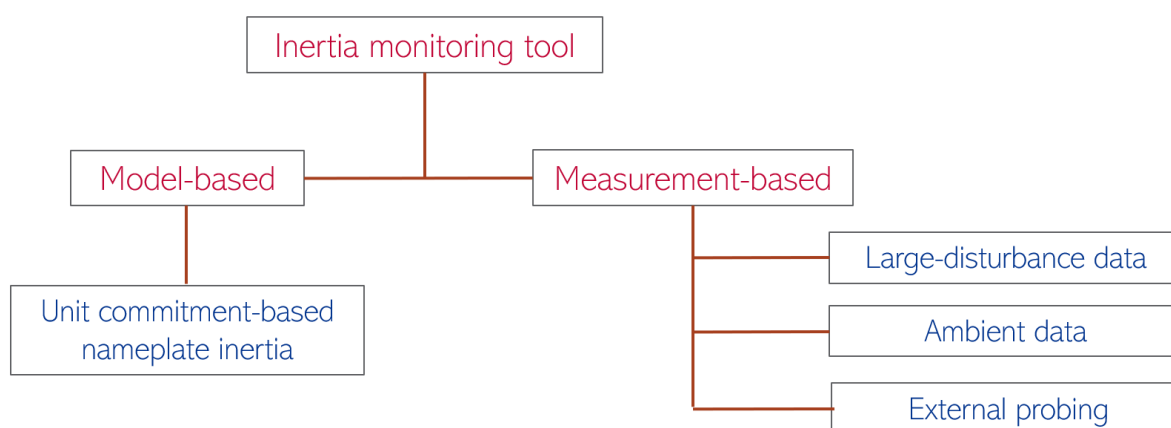 Inertia monitoring tool
Model-based
Measurement-based
Unit commitment-based
nameplate inertia
Large-disturbance data
Ambient data
External probing